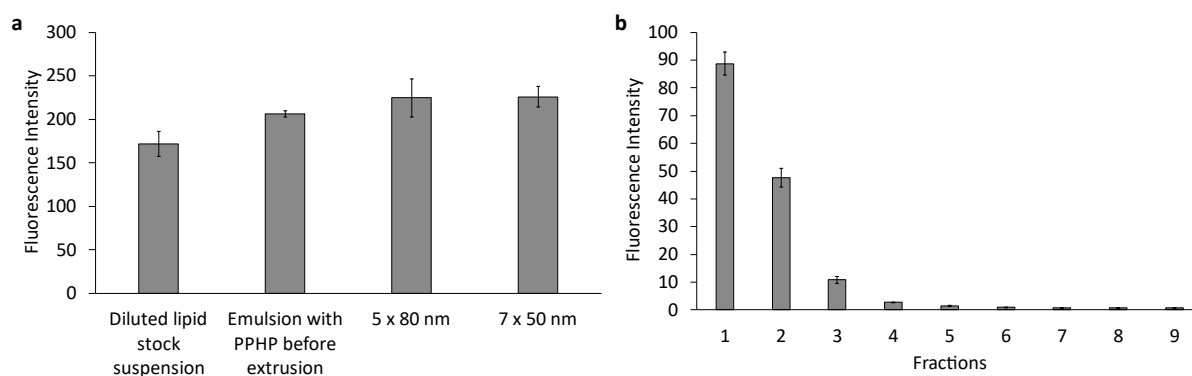 a
300
250
200
150
100
50
0
Fluorescence Intensity
Diluted lipid
stock
suspension
Emulsion with
PPHP before
extrusion
5 x 80 nm
7 x 50 nm
b
100
90
80
70
60
50
40
30
20
10
0
Fluorescence Intensity
1 2 3 4 5 6 7 8 9
Fractions